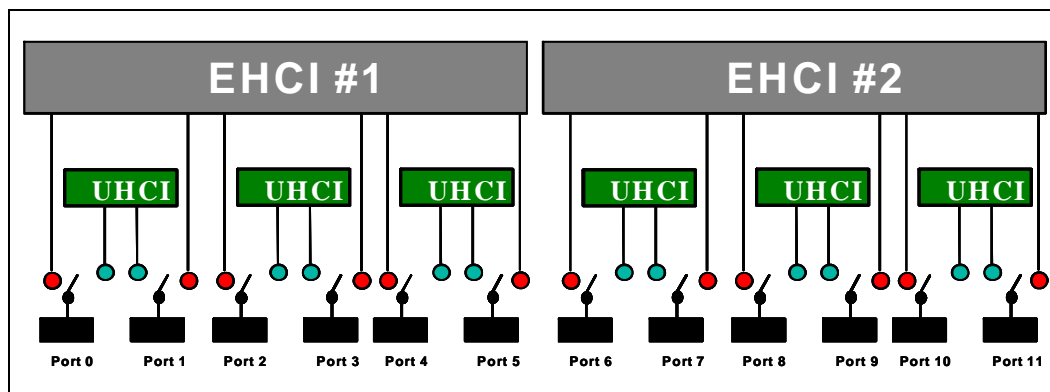 EHCI #1 EHCI #2
UHCI UHCI UHCI UHCI UHCI UHCI
Port 0 Port 1 Port 2 Port 3 Port 4 Port 5 Port 6 Port 7 Port 8 Port 9 Port 10 Port 11